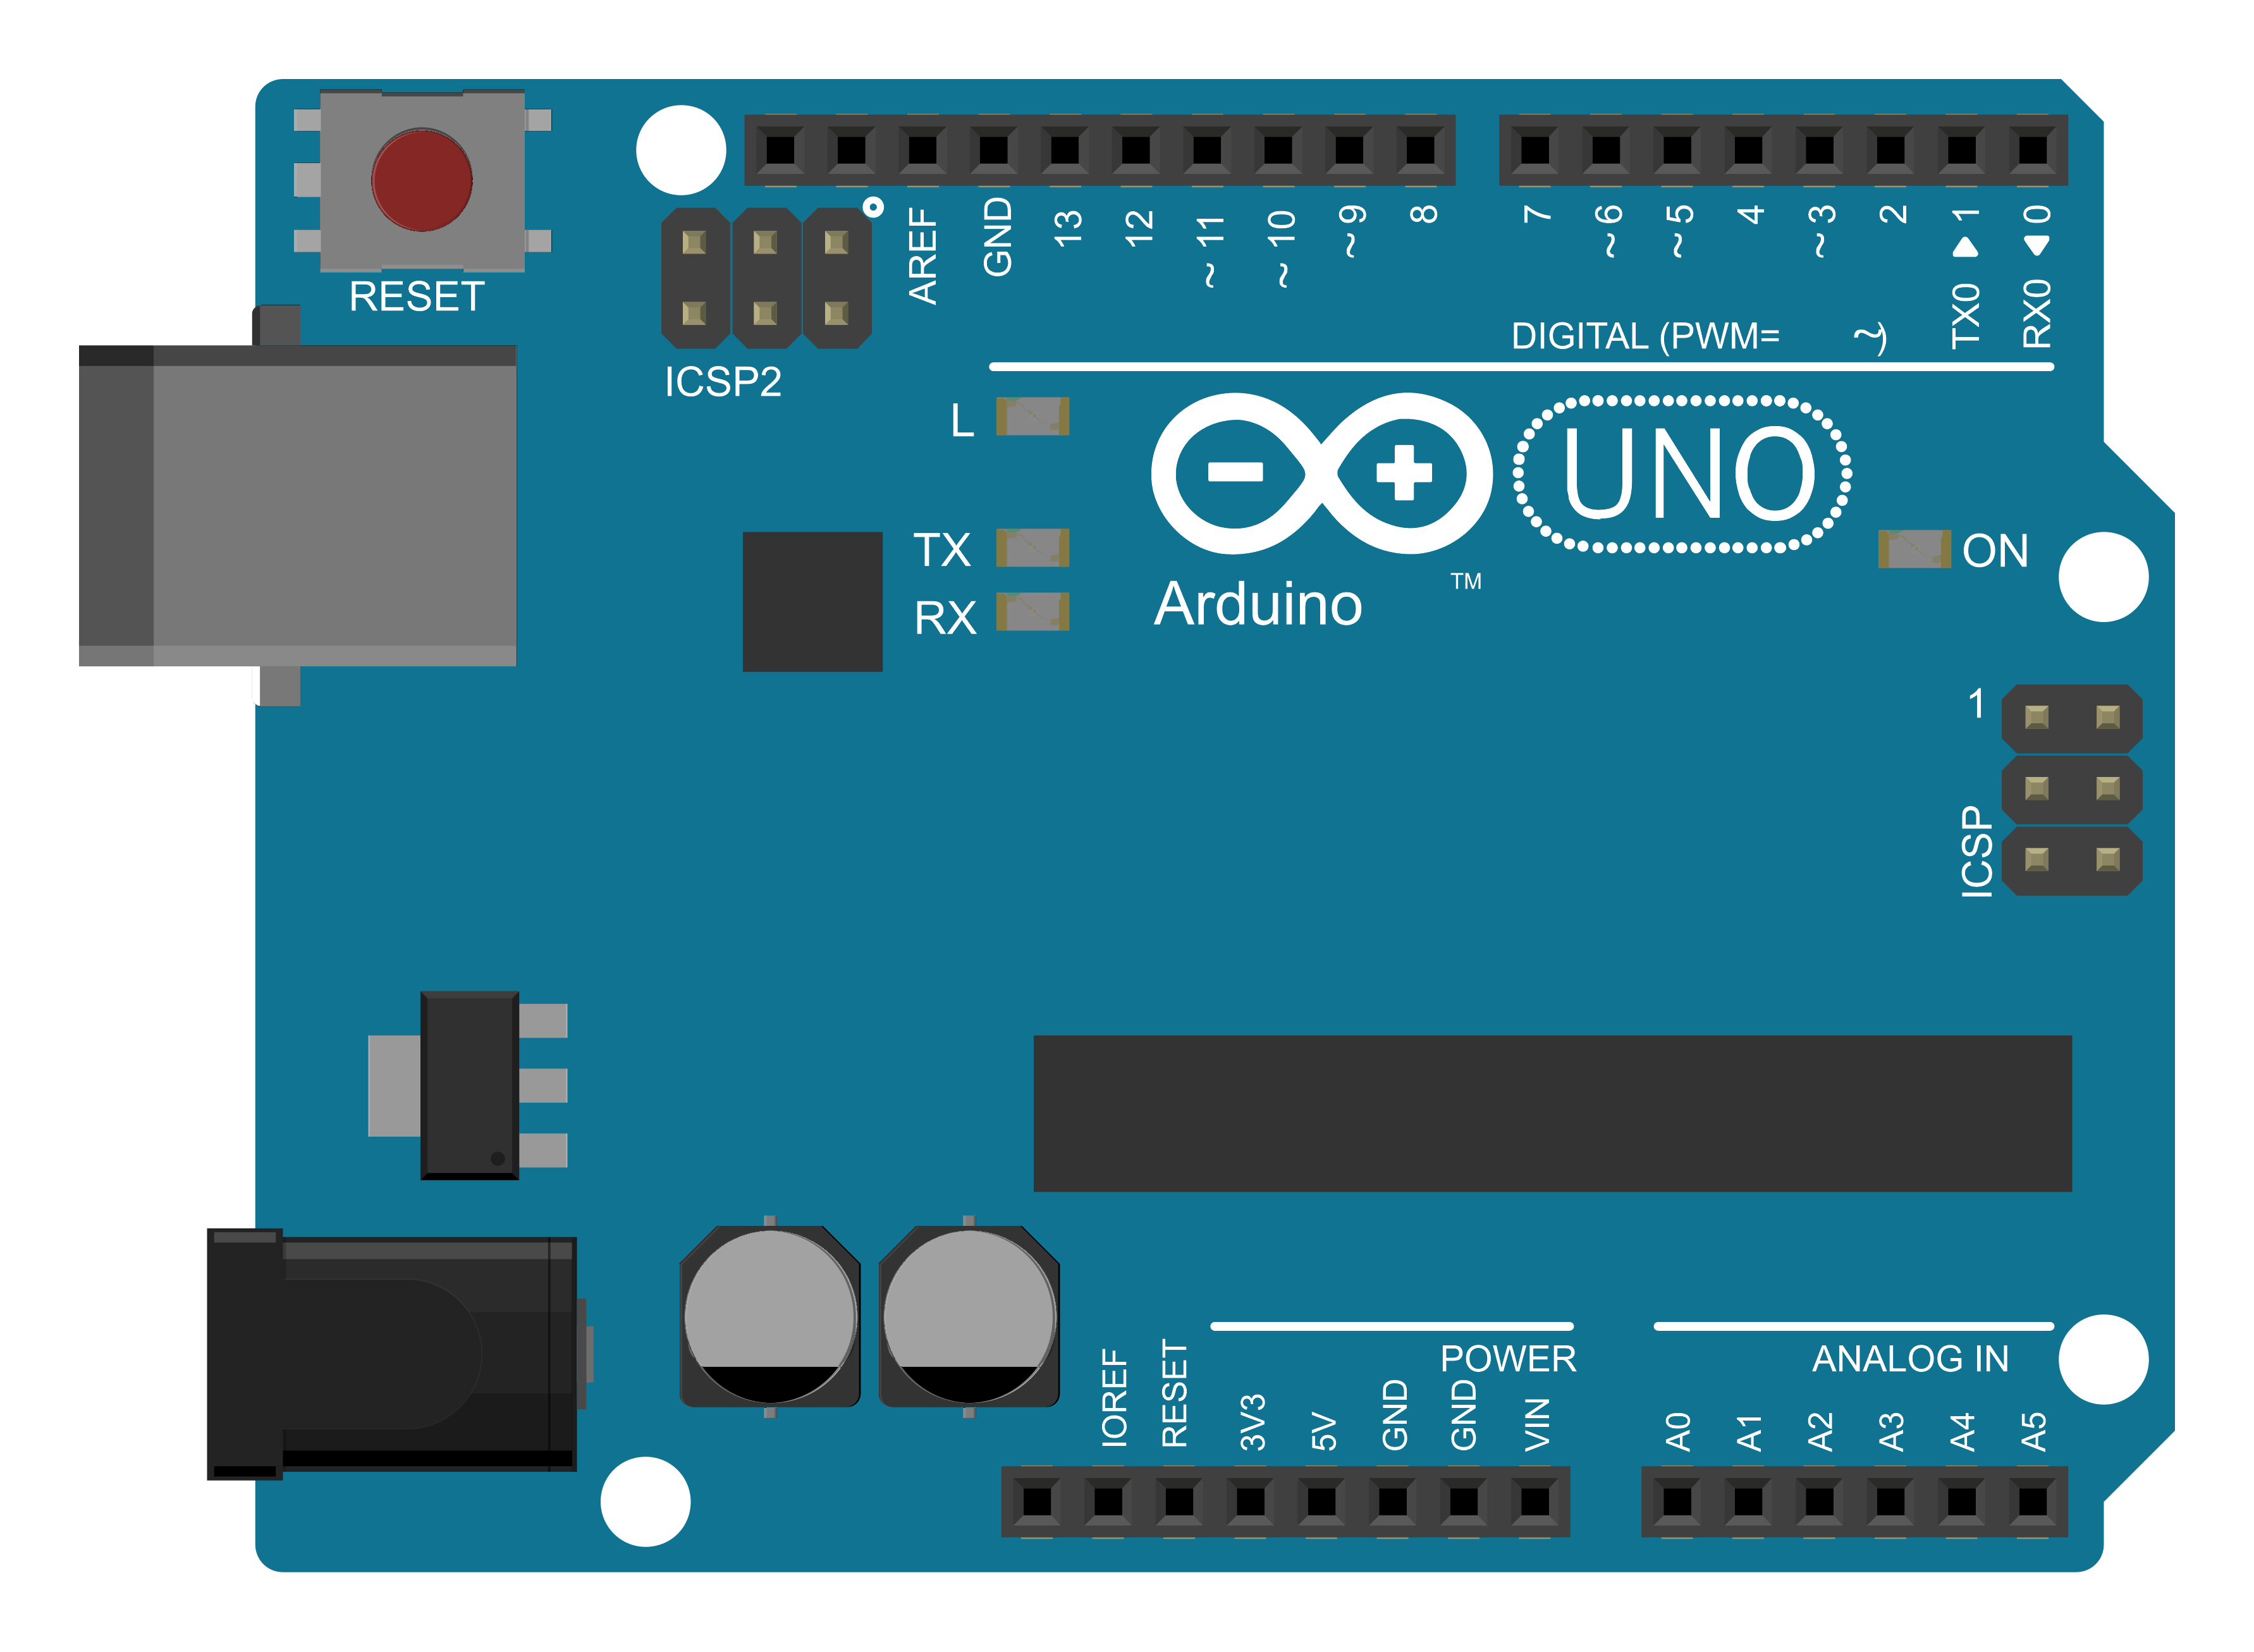 RESET
ICSP2
AREF
GND
13
12
~11
~10
~9
8
7
~6
~5
4
~3
2
TX0 ▶ 1
RX0 ◀ 0
DIGITAL (PWM= ~)
L
TX
RX
UNO
Arduino
TM
ON
1
ICSP
POWER
ANALOG IN
IOREF
RESET
3V3
5V
GND
GND
VIN
A0
A1
A2
A3
A4
A5